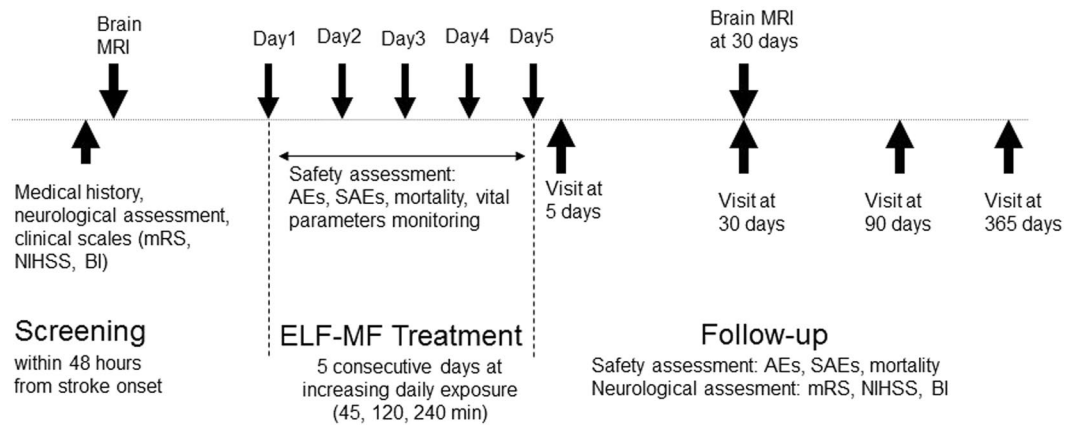 Brain
MRI
Day1
Day2
Day3
Day4
Day5
Brain MRI
at 30 days
Medical history,
neurological assessment,
clinical scales (mRS,
NIHSS, BI)
Safety assessment:
AEs, SAEs, mortality, vital
parameters monitoring
Visit at
5 days
Visit at
30 days
Visit at
90 days
Visit at
365 days
Screening
within 48 hours
from stroke onset
ELF-MF Treatment
5 consecutive days at
increasing daily exposure
(45, 120, 240 min)
Follow-up
Safety assessment: AEs, SAEs, mortality
Neurological assesment: mRS, NIHSS, BI